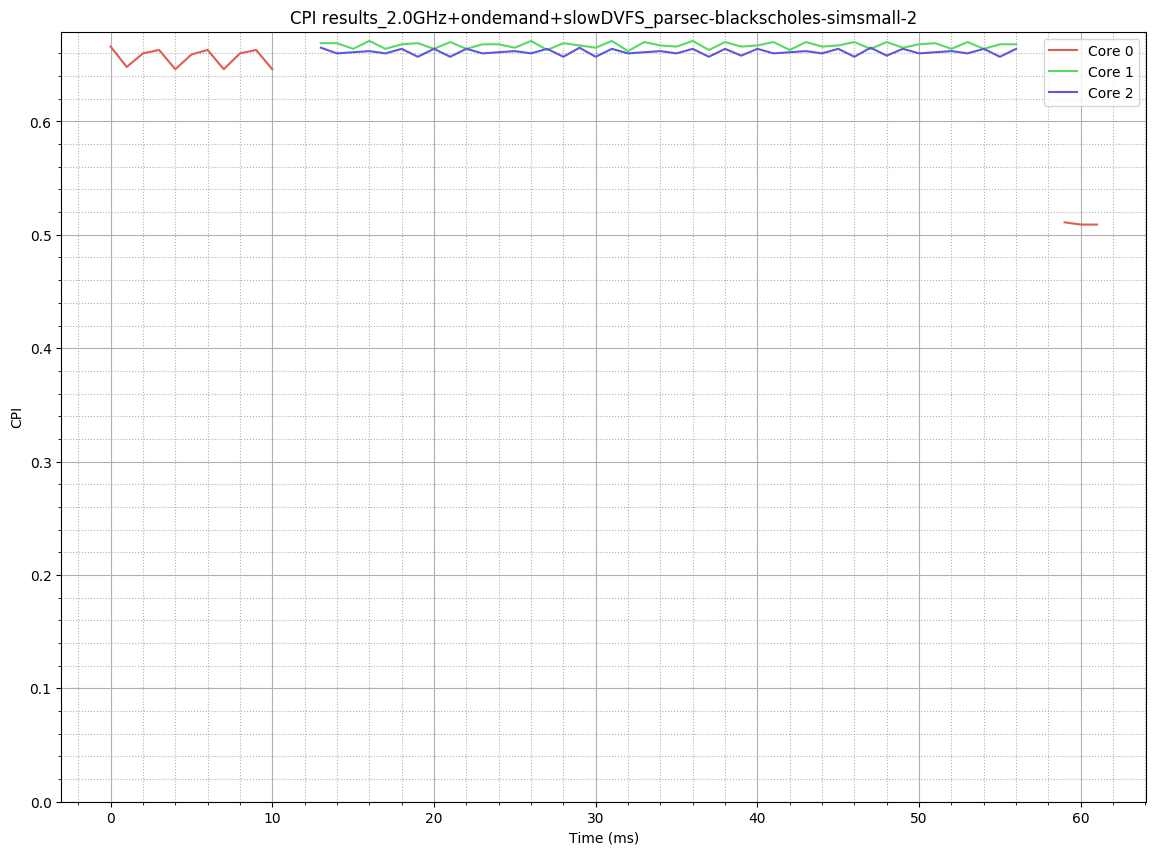 CPI results_2.0GHz+ondemand+slowDVFS_parsec-blackscholes-simsmall-2
Core 0
Core 1
Core 2
0.6
0.5
0.4
0.3
0.2
0.1
0.0
CPI
0 10 20 30 40 50 60
Time (ms)